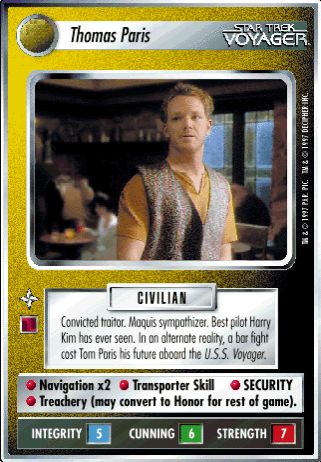 Thomas Paris
STAR TREK
VOYAGER
TM & © 1997 PAR. PIC. TM & © 1997 DECIPHER INC.
CIVILIAN
Convicted traitor. Maquis sympathizer. Best pilot Harry
Kim has ever seen. In an alternate reality, a bar fight
cost Tom Paris his future aboard the U.S.S. Voyager.
Navigation x2 Transporter Skill SECURITY
Treachery (may convert to Honor for rest of game).
INTEGRITY 5 CUNNING 6 STRENGTH 7